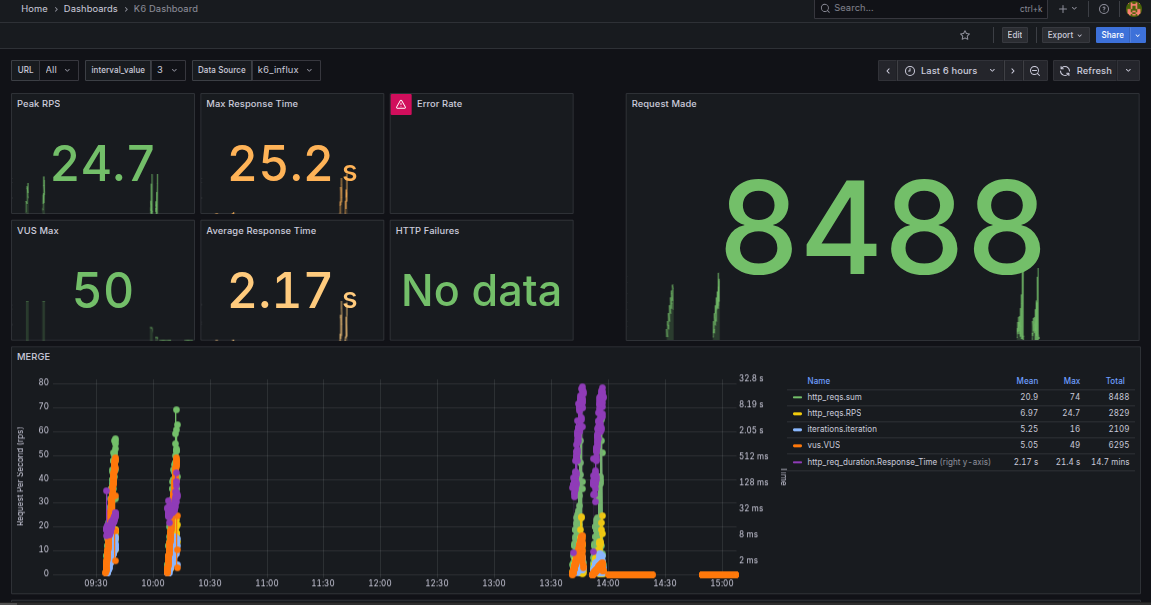 Home › Dashboards › K6 Dashboard
Search... ctrl+k
Edit Export Share
URL All interval_value 3 Data Source k6_influx Last 6 hours Refresh
Peak RPS
24.7
Max Response Time
25.2 s
Error Rate
Request Made
8488
VUS Max
50
Average Response Time
2.17 s
HTTP Failures
No data
MERGE
Request Per Second (rps)
80
70
60
50
40
30
20
10
0
32.8 s
8.19 s
2.05 s
512 ms
128 ms
32 ms
8 ms
2 ms
Time
09:30 10:00 10:30 11:00 11:30 12:00 12:30 13:00 13:30 14:00 14:30 15:00
Name Mean Max Total
http_reqs.sum 20.9 74 8488
http_reqs.RPS 6.97 24.7 2829
iterations.iteration 5.25 16 2109
vus.VUS 5.05 49 6295
http_req_duration.Response_Time (right y-axis) 2.17 s 21.4 s 14.7 mins